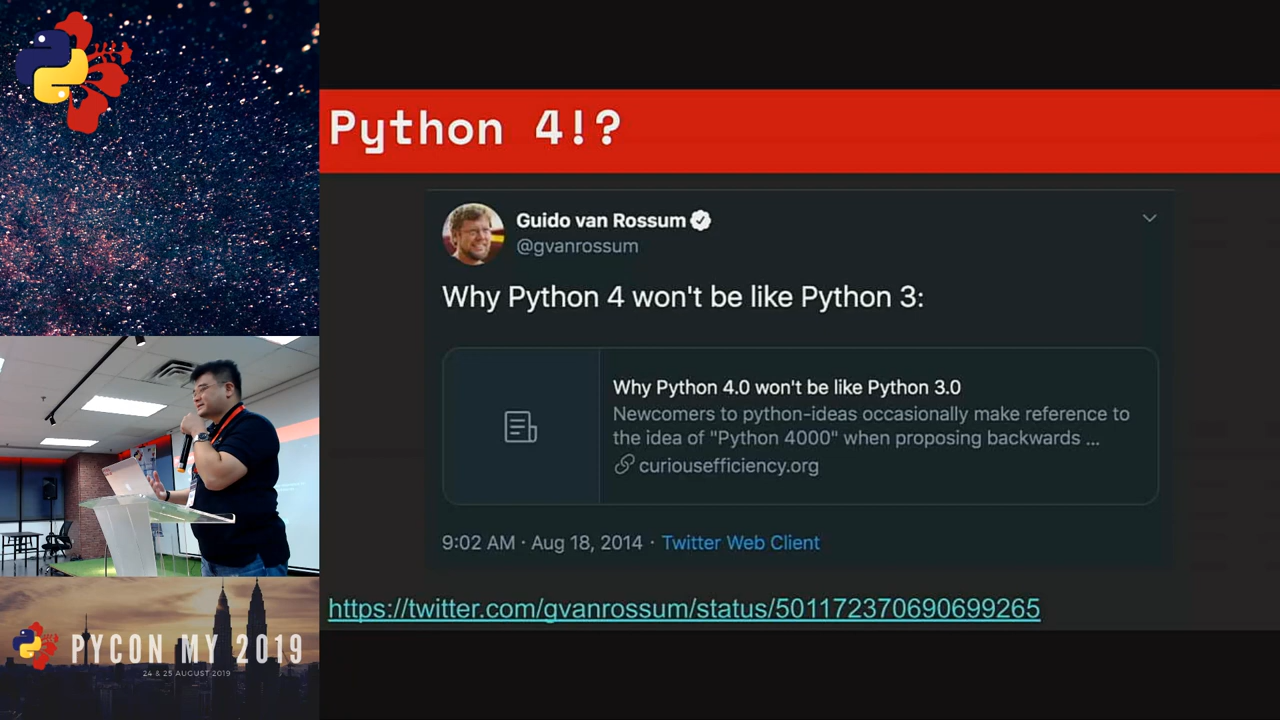 Python 4!?
Guido van Rossum
@gvanrossum
Why Python 4 won't be like Python 3:
Why Python 4.0 won't be like Python 3.0
Newcomers to python-ideas occasionally make reference to
the idea of "Python 4000" when proposing backwards ...
curiousefficiency.org
9:02 AM · Aug 18, 2014 · Twitter Web Client
https://twitter.com/gvanrossum/status/501172370690699265
PYCON MY 2019
24 & 25 AUGUST 2019